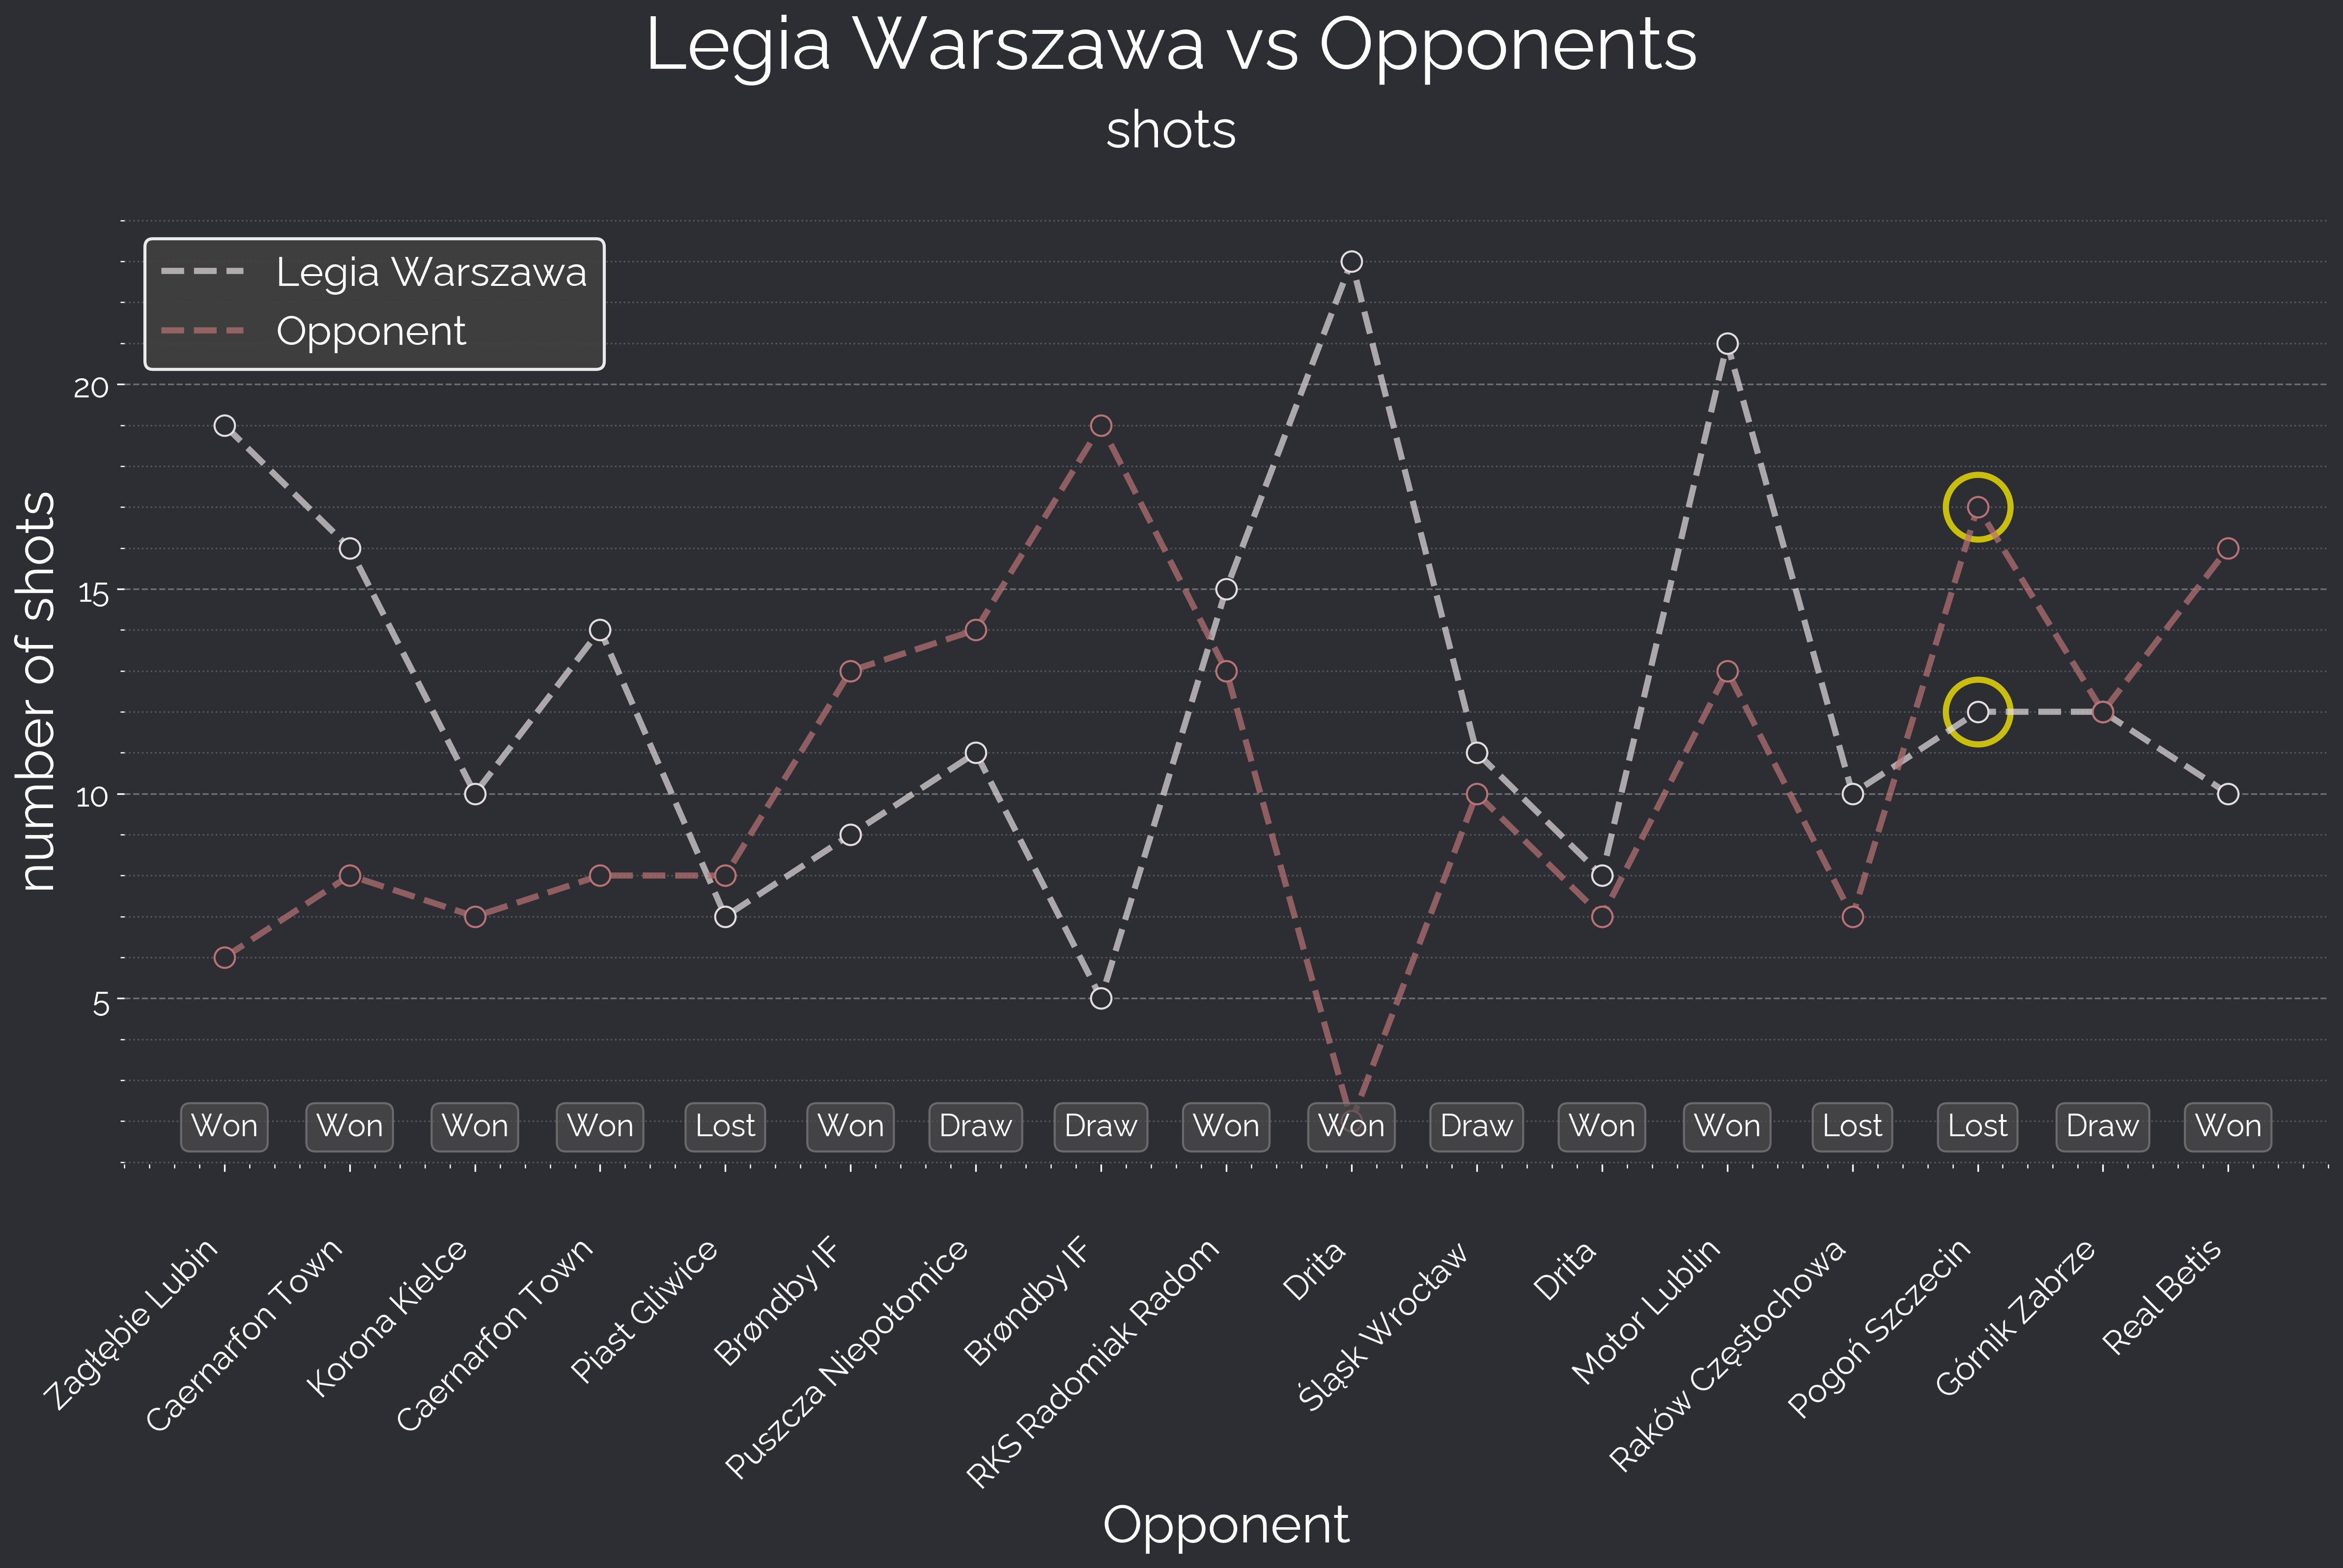 Legia Warszawa vs Opponents
shots
Legia Warszawa
Opponent
number of shots
20
15
10
5
Won Won Won Won Lost Won Draw Draw Won Won Draw Won Won Lost Lost Draw Won
Zagłębie Lubin
Caernarfon Town
Korona Kielce
Caernarfon Town
Piast Gliwice
Brøndby IF
Puszcza Niepołomice
Brøndby IF
RKS Radomiak Radom
Drita
Śląsk Wrocław
Drita
Motor Lublin
Raków Częstochowa
Pogoń Szczecin
Górnik Zabrze
Real Betis
Opponent